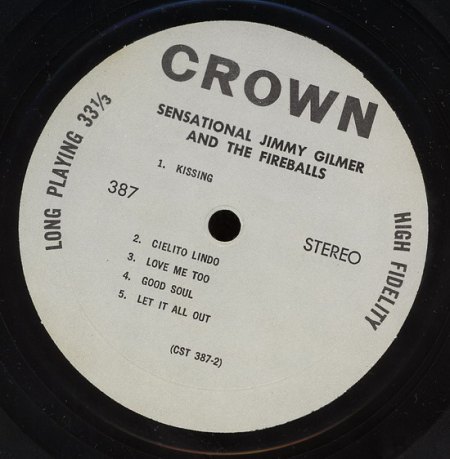 CROWN
SENSATIONAL JIMMY GILMER
AND THE FIREBALLS
LONG PLAYING 33⅓
1. KISSING
387
STEREO
HIGH FIDELITY
2. CIELITO LINDO
3. LOVE ME TOO
4. GOOD SOUL
5. LET IT ALL OUT
(CST 387-2)